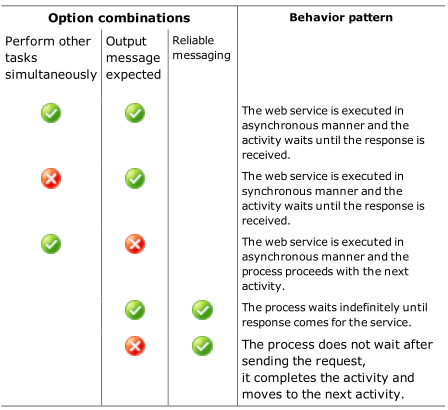 Option combinations
Behavior pattern
Perform other
tasks
simultaneously
Output
message
expected
Reliable
messaging
The web service is executed in
asynchronous manner and the
activity waits until the response is
received.
The web service is executed in
synchronous manner and the
activity waits until the response is
received.
The web service is executed in
asynchronous manner and the
process proceeds with the next
activity.
The process waits indefinitely until
response comes for the service.
The process does not wait after
sending the request,
it completes the activity and
moves to the next activity.